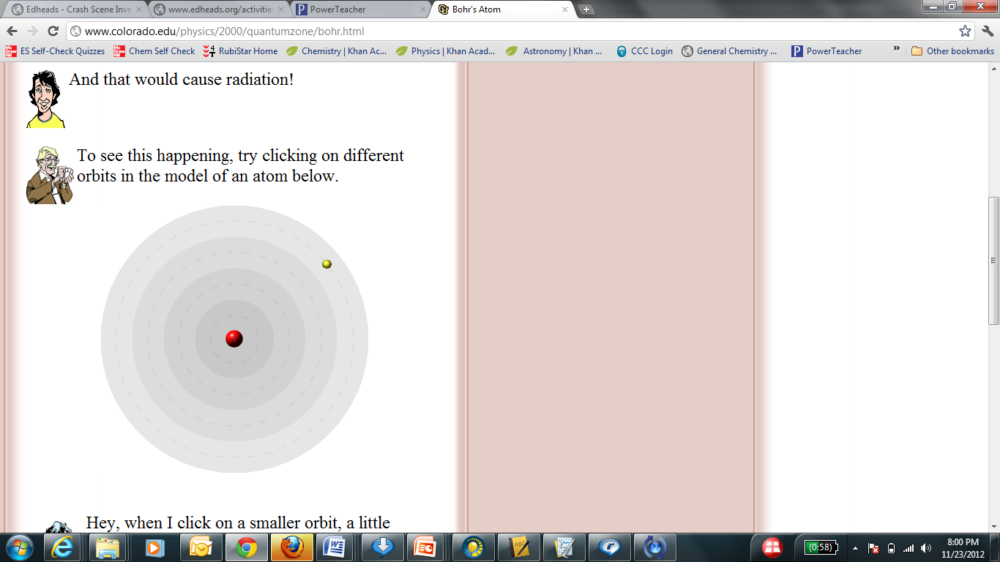 Edheads - Crash Scene Inve
www.edheads.org/activitie
PowerTeacher
Bohr's Atom
www.colorado.edu/physics/2000/quantumzone/bohr.html
ES Self-Check Quizzes
Chem Self Check
RubiStar Home
Chemistry | Khan Ac...
Physics | Khan Acad...
Astronomy | Khan ...
CCC Login
General Chemistry ...
PowerTeacher
»
Other bookmarks
And that would cause radiation!
To see this happening, try clicking on different
orbits in the model of an atom below.
Hey, when I click on a smaller orbit, a little
(0:58)
8:00 PM
11/23/2012